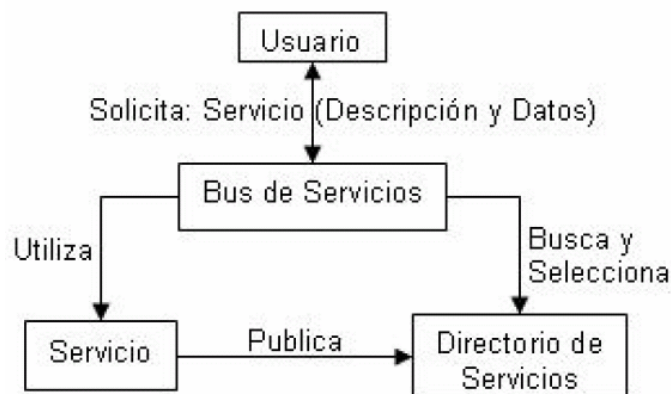 Usuario
Solicita: Servicio (Descripción y Datos)
Bus de Servicios
Utiliza
Busca y
Selecciona
Servicio
Publica
Directorio de
Servicios